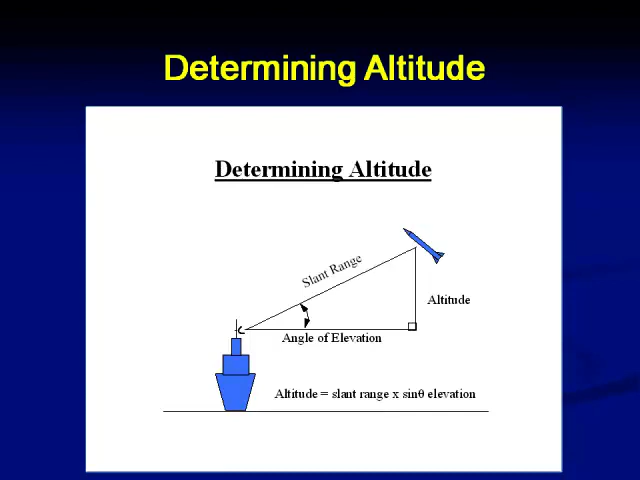 Determining Altitude
Determining Altitude
Slant Range
Altitude
Angle of Elevation
Altitude = slant range x sinθ elevation